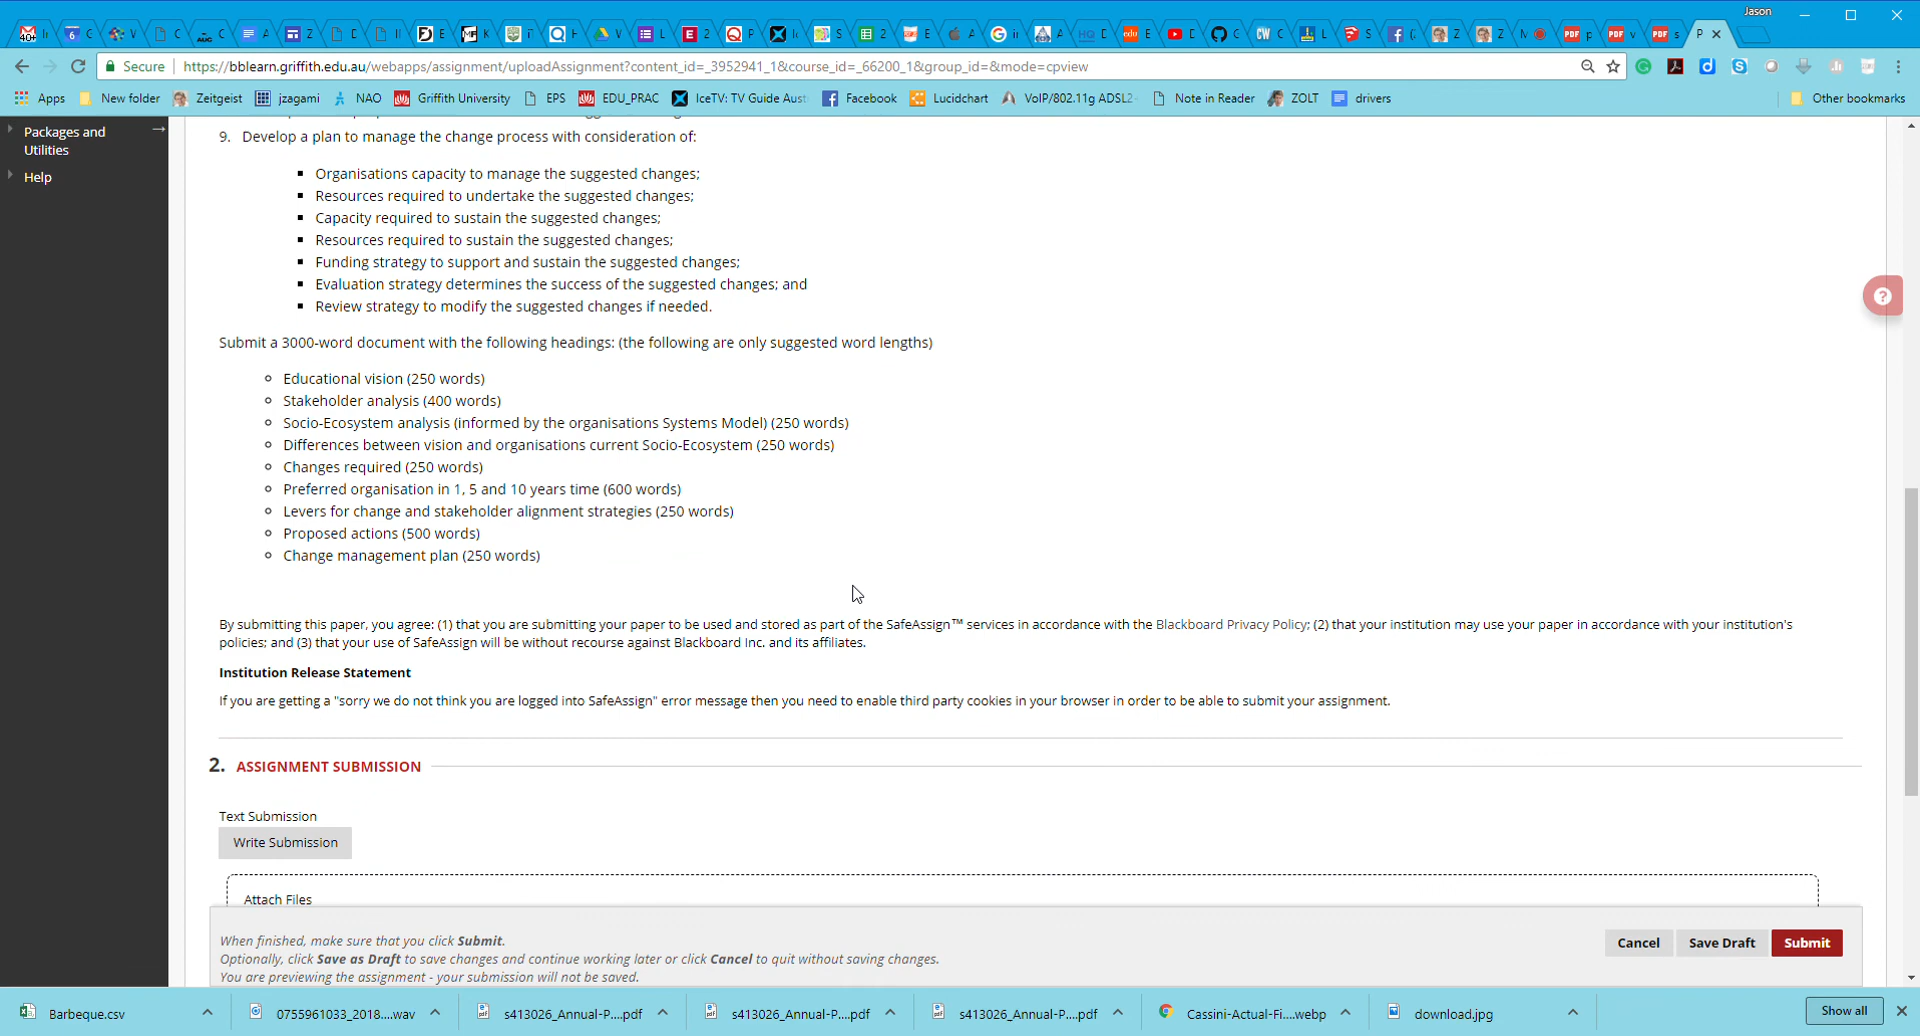 Jason
Secure https://bblearn.griffith.edu.au/webapps/assignment/uploadAssignment?content_id=_3952941_1&course_id=_66200_1&group_id=&mode=cpview
Apps New folder Zeitgeist jzagami NAO Griffith University EPS EDU_PRAC IceTV: TV Guide Aust Facebook Lucidchart VoIP/802.11g ADSL2- Note in Reader ZOLT drivers Other bookmarks
Packages and
Utilities
Help
9. Develop a plan to manage the change process with consideration of:
Organisations capacity to manage the suggested changes;
Resources required to undertake the suggested changes;
Capacity required to sustain the suggested changes;
Resources required to sustain the suggested changes;
Funding strategy to support and sustain the suggested changes;
Evaluation strategy determines the success of the suggested changes; and
Review strategy to modify the suggested changes if needed.
Submit a 3000-word document with the following headings: (the following are only suggested word lengths)
Educational vision (250 words)
Stakeholder analysis (400 words)
Socio-Ecosystem analysis (informed by the organisations Systems Model) (250 words)
Differences between vision and organisations current Socio-Ecosystem (250 words)
Changes required (250 words)
Preferred organisation in 1, 5 and 10 years time (600 words)
Levers for change and stakeholder alignment strategies (250 words)
Proposed actions (500 words)
Change management plan (250 words)
By submitting this paper, you agree: (1) that you are submitting your paper to be used and stored as part of the SafeAssign™ services in accordance with the Blackboard Privacy Policy; (2) that your institution may use your paper in accordance with your institution's
policies; and (3) that your use of SafeAssign will be without recourse against Blackboard Inc. and its affiliates.
Institution Release Statement
If you are getting a "sorry we do not think you are logged into SafeAssign" error message then you need to enable third party cookies in your browser in order to be able to submit your assignment.
2. ASSIGNMENT SUBMISSION
Text Submission
Write Submission
Attach Files
When finished, make sure that you click Submit.
Optionally, click Save as Draft to save changes and continue working later or click Cancel to quit without saving changes.
You are previewing the assignment - your submission will not be saved.
Cancel Save Draft Submit
Barbeque.csv 0755961033_2018....wav s413026_Annual-P....pdf s413026_Annual-P....pdf s413026_Annual-P....pdf Cassini-Actual-Fi....webp download.jpg Show all